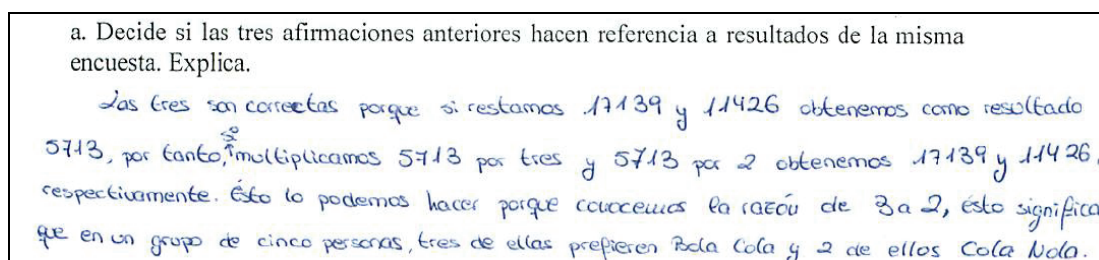 a. Decide si las tres afirmaciones anteriores hacen referencia a resultados de la misma
encuesta. Explica.
Las tres son correctas porque si restamos 17139 y 11426 obtenemos como resultado
5713, por tanto, si multiplicamos 5713 por tres y 5713 por 2 obtenemos 17139 y 11426,
respectivamente. Ésto lo podemos hacer porque conocemos la razón de 3 a 2, ésto significa
que en un grupo de cinco personas, tres de ellas prefieren Bola Cola y 2 de ellos Cola Nola.